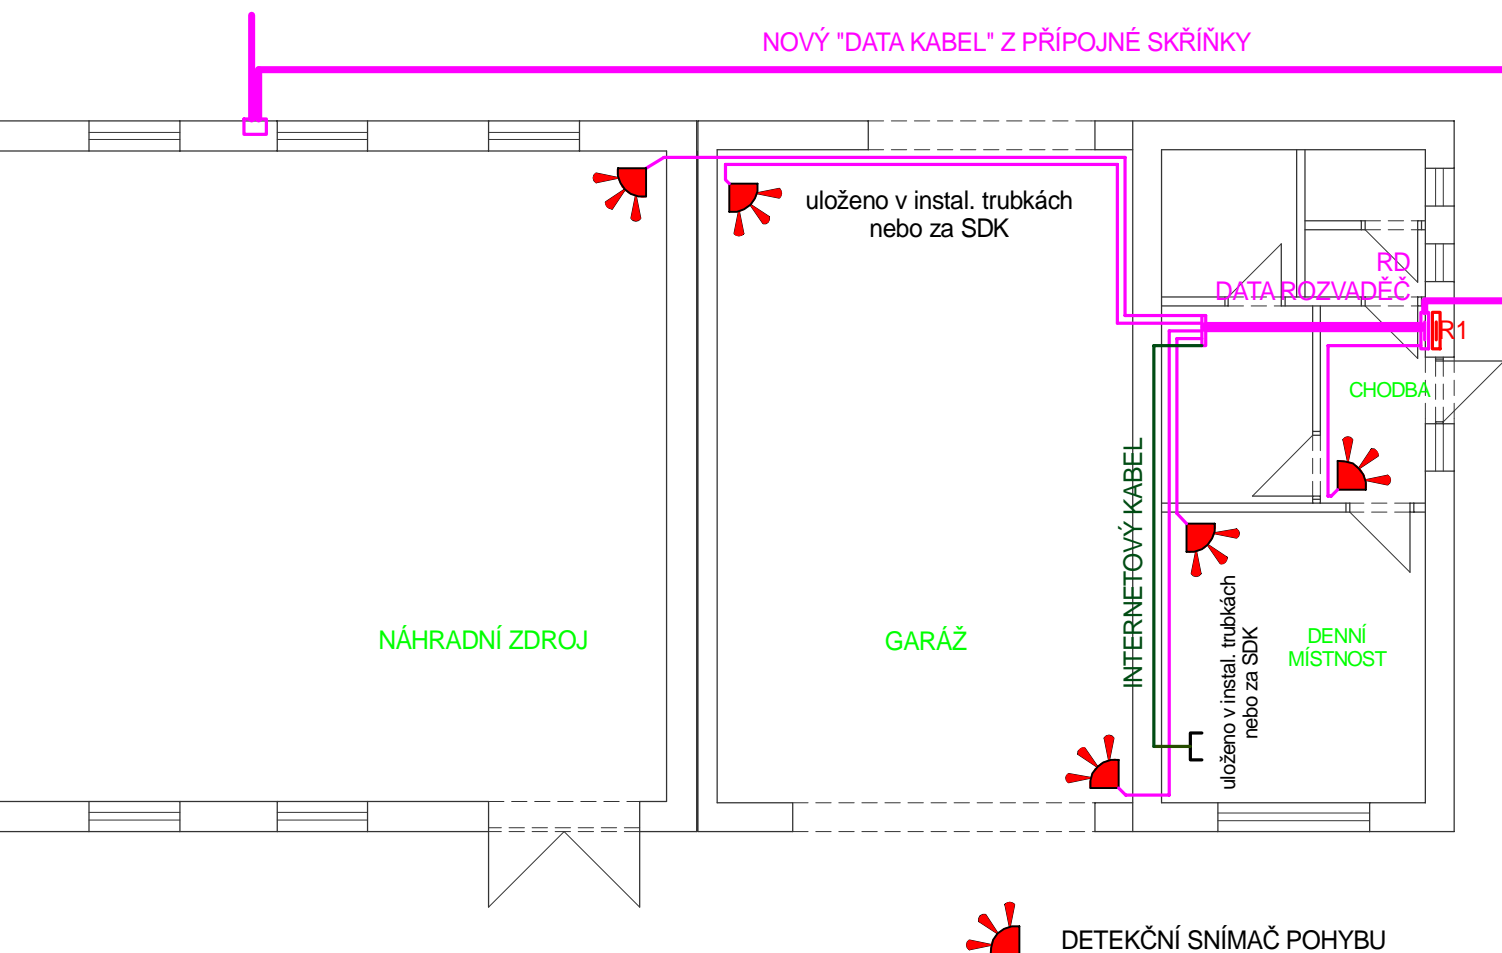 NOVÝ "DATA KABEL" Z PŘÍPOJNÉ SKŘÍŇKY
uloženo v instal. trubkách
nebo za SDK
RD
DATA ROZVADĚČ
R1
CHODBA
INTERNETOVÝ KABEL
uloženo v instal. trubkách
nebo za SDK
NÁHRADNÍ ZDROJ
GARÁŽ
DENNÍ
MÍSTNOST
DETEKČNÍ SNÍMAČ POHYBU